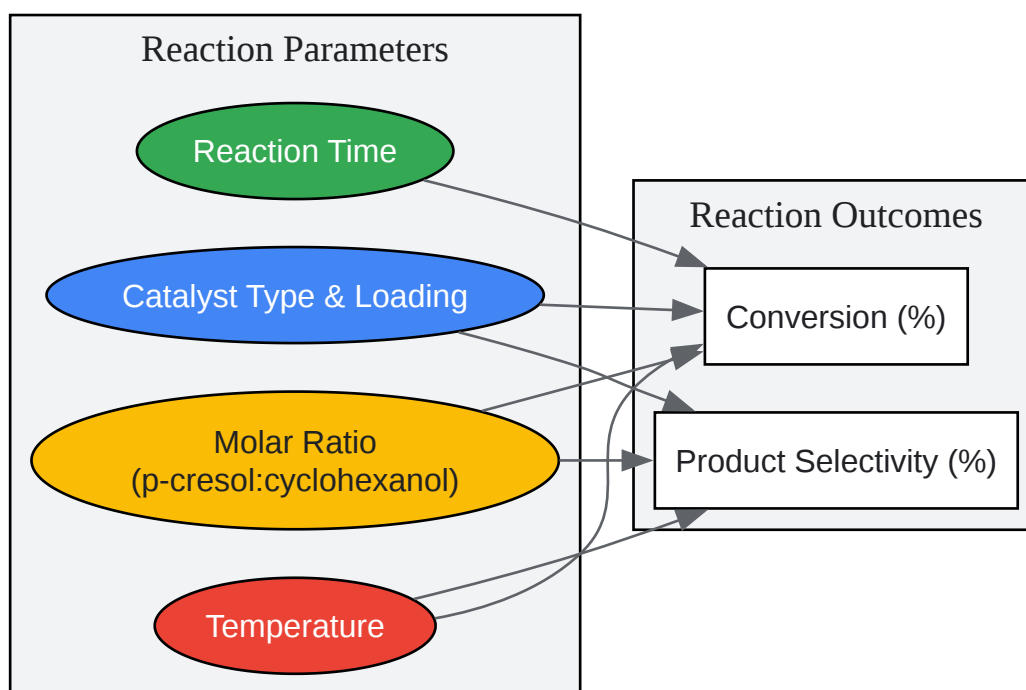 Reaction Parameters
Reaction Time
Catalyst Type & Loading
Molar Ratio
(p-cresol:cyclohexanol)
Temperature
Reaction Outcomes
Conversion (%)
Product Selectivity (%)